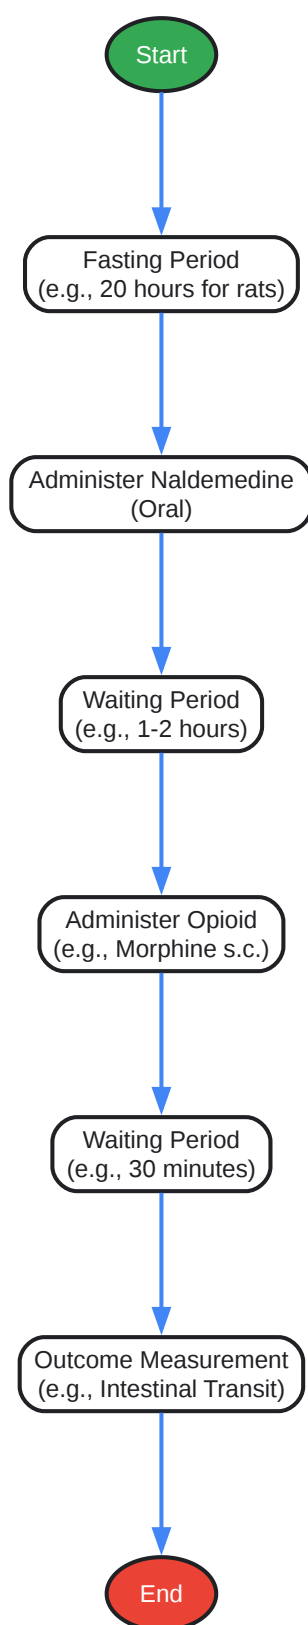 Start
Fasting Period
(e.g., 20 hours for rats)
Administer Naldemedine
(Oral)
Waiting Period
(e.g., 1-2 hours)
Administer Opioid
(e.g., Morphine s.c.)
Waiting Period
(e.g., 30 minutes)
Outcome Measurement
(e.g., Intestinal Transit)
End